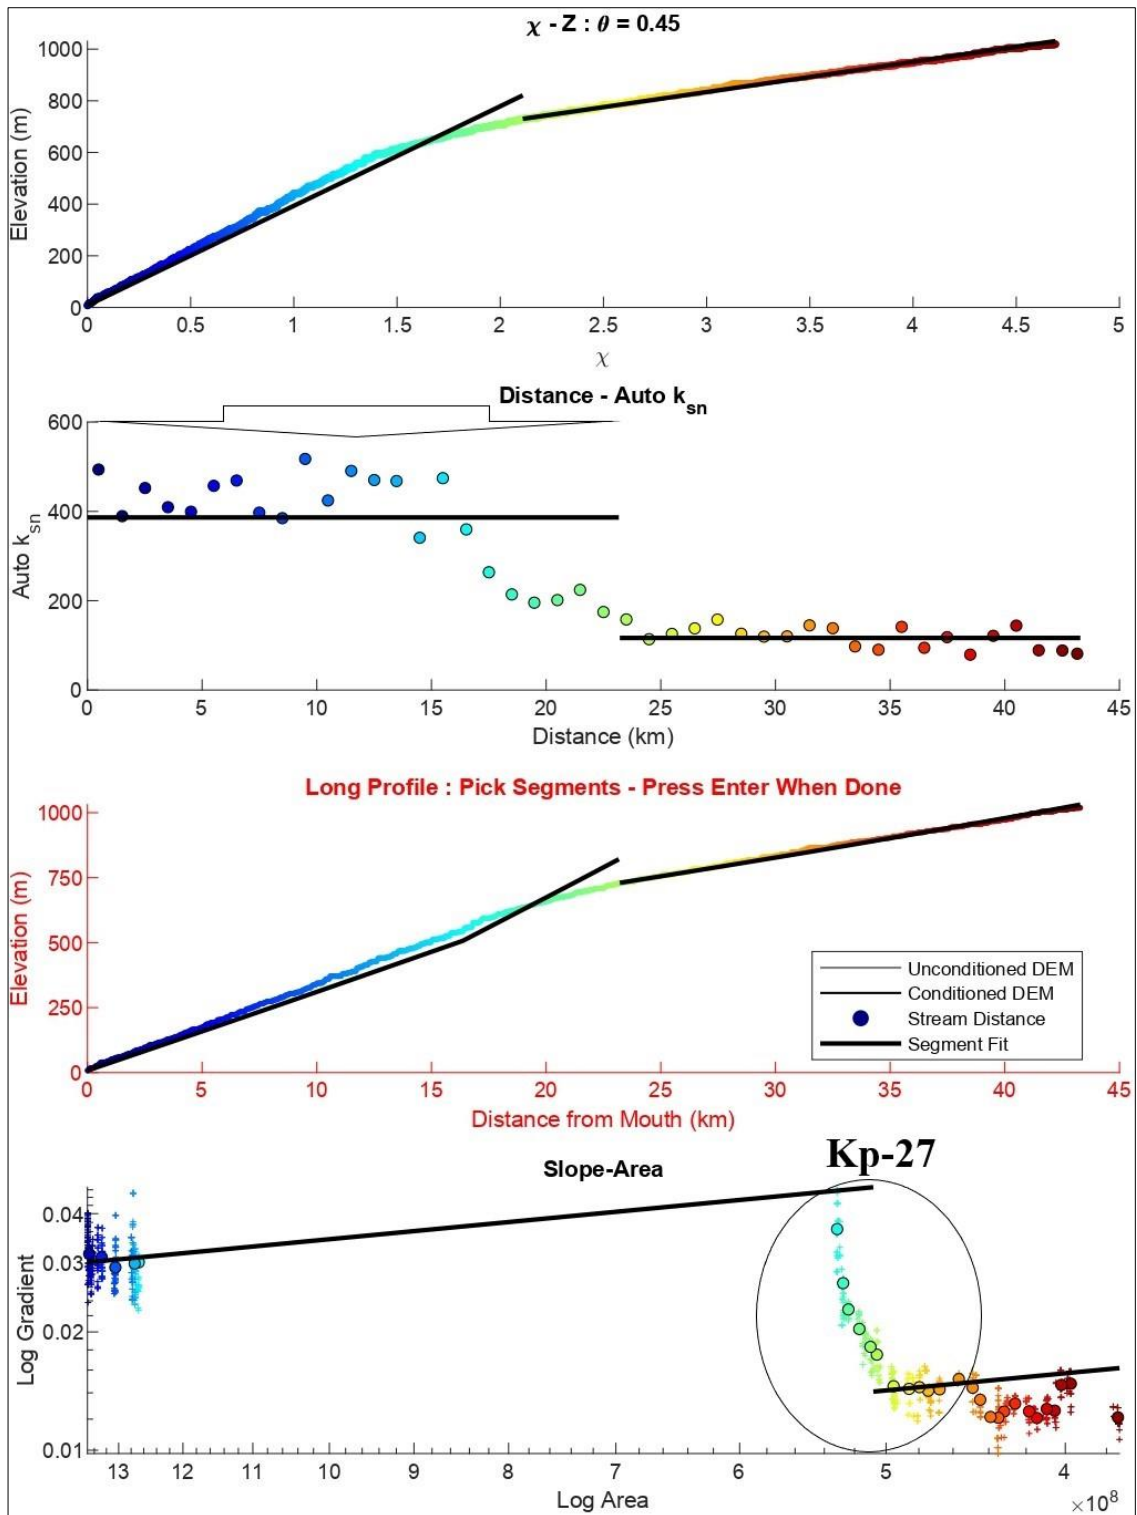 χ - Z : θ = 0.45
Elevation (m)
1000
800
600
400
200
0
0 0.5 1 1.5 2 2.5 3 3.5 4 4.5 5
χ
Distance - Auto k_sn
Auto k_sn
600
400
200
0
0 5 10 15 20 25 30 35 40 45
Distance (km)
Long Profile : Pick Segments - Press Enter When Done
Elevation (m)
1000
750
500
250
0
Unconditioned DEM
Conditioned DEM
Stream Distance
Segment Fit
0 5 10 15 20 25 30 35 40 45
Distance from Mouth (km)
Kp-27
Slope-Area
Log Gradient
0.04
0.03
0.02
0.01
13 12 11 10 9 8 7 6 5 4
Log Area
×10^8